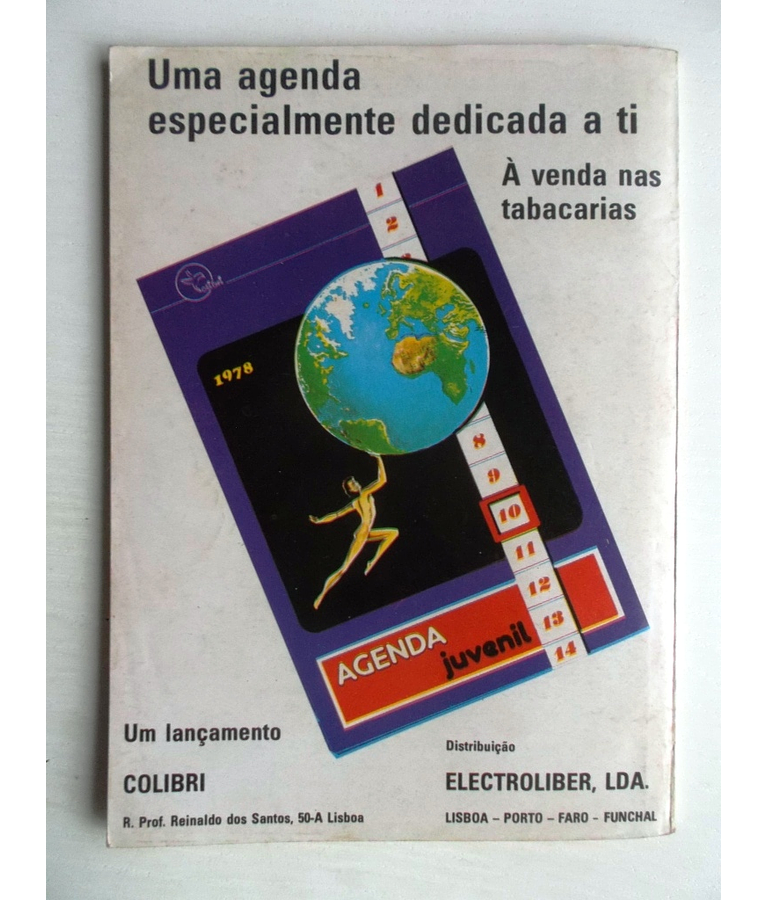 Uma agenda
especialmente dedicada a ti
À venda nas
tabacarias
1
2
1978
8
9
10
11
12
13
14
AGENDA
juvenil
Um lançamento
COLIBRI
R. Prof. Reinaldo dos Santos, 50-A Lisboa
Distribuição
ELECTROLIBER, LDA.
LISBOA – PORTO – FARO - FUNCHAL